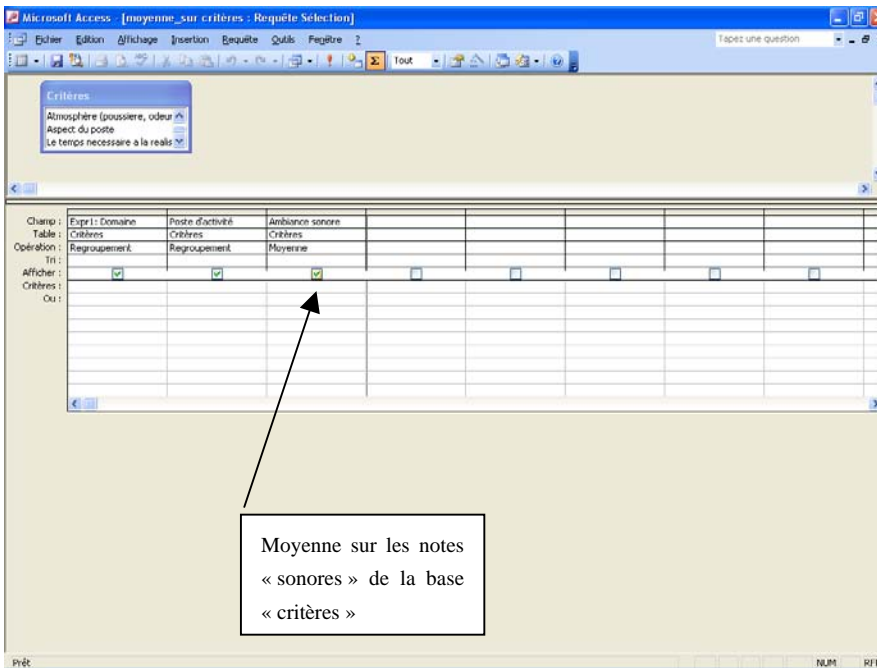 Microsoft Access - [moyenne_sur critères : Requête Sélection]
Fichier Edition Affichage Insertion Requête Outils Fenêtre ? Tapez une question
Σ Tout
Critères
Atmosphère (poussiere, odeur
Aspect du poste
Le temps necessaire a la realis
Champ : Expr1: Domaine Poste d'activité Ambiance sonore
Table : Critères Critères Critères
Opération : Regroupement Regroupement Moyenne
Tri :
Afficher :
Critères :
Ou :
Moyenne sur les notes
« sonores » de la base
« critères »
Prêt NUM RFI